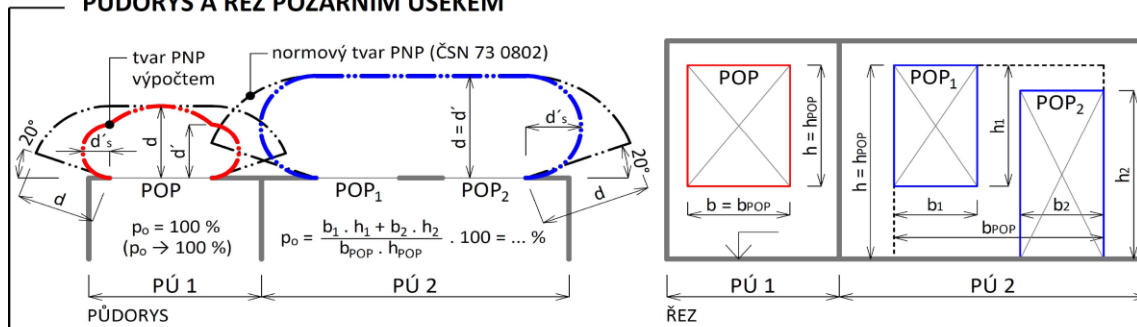 PŮDORYS A ŘEZ POŽÁRNÍM ÚSEKEM
tvar PNP
výpočtem
normový tvar PNP (ČSN 73 0802)
20°
d´s
d
d´
d = d´
d´s
20°
d
d
POP
POP1
POP2
po = 100 %
(po → 100 %)
po = b1 . h1 + b2 . h2 / bPOP . hPOP . 100 = ... %
PÚ 1
PÚ 2
PŮDORYS
POP
h = hPOP
b = bPOP
h = hPOP
POP1
h1
POP2
h2
b1
b2
bPOP
PÚ 1
PÚ 2
ŘEZ